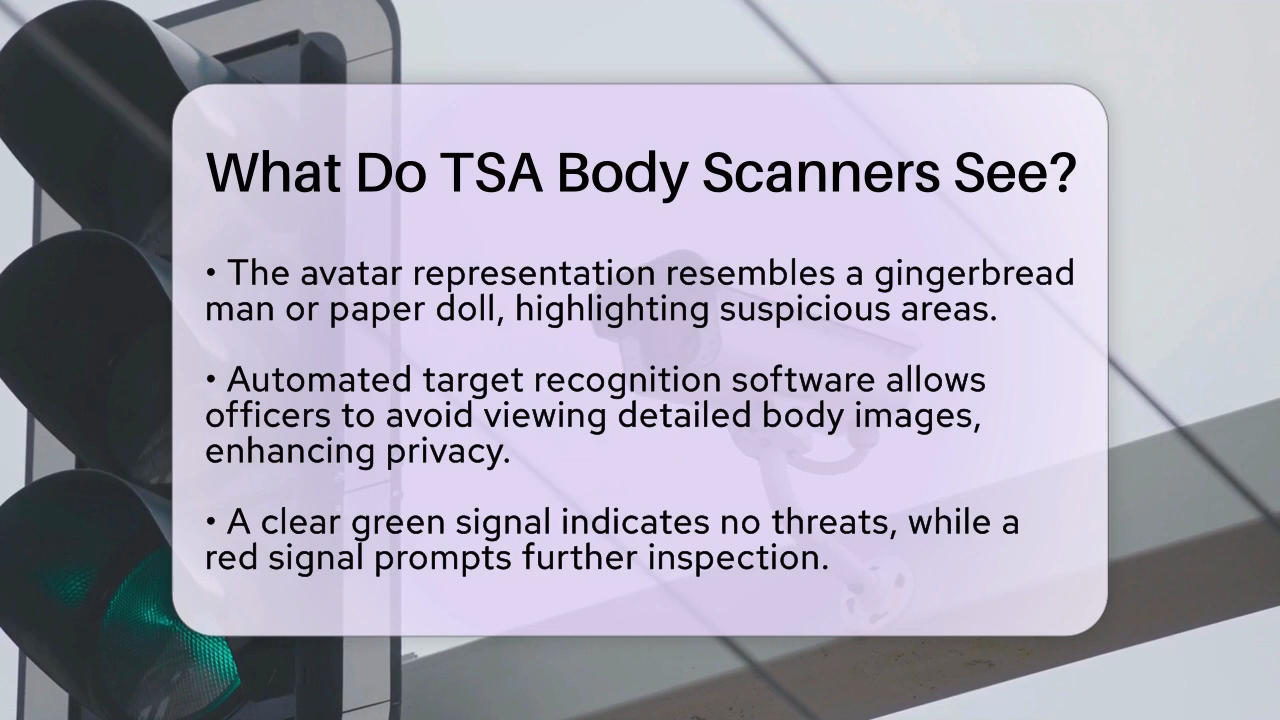 What Do TSA Body Scanners See?
• The avatar representation resembles a gingerbread
man or paper doll, highlighting suspicious areas.
• Automated target recognition software allows
officers to avoid viewing detailed body images,
enhancing privacy.
• A clear green signal indicates no threats, while a
red signal prompts further inspection.